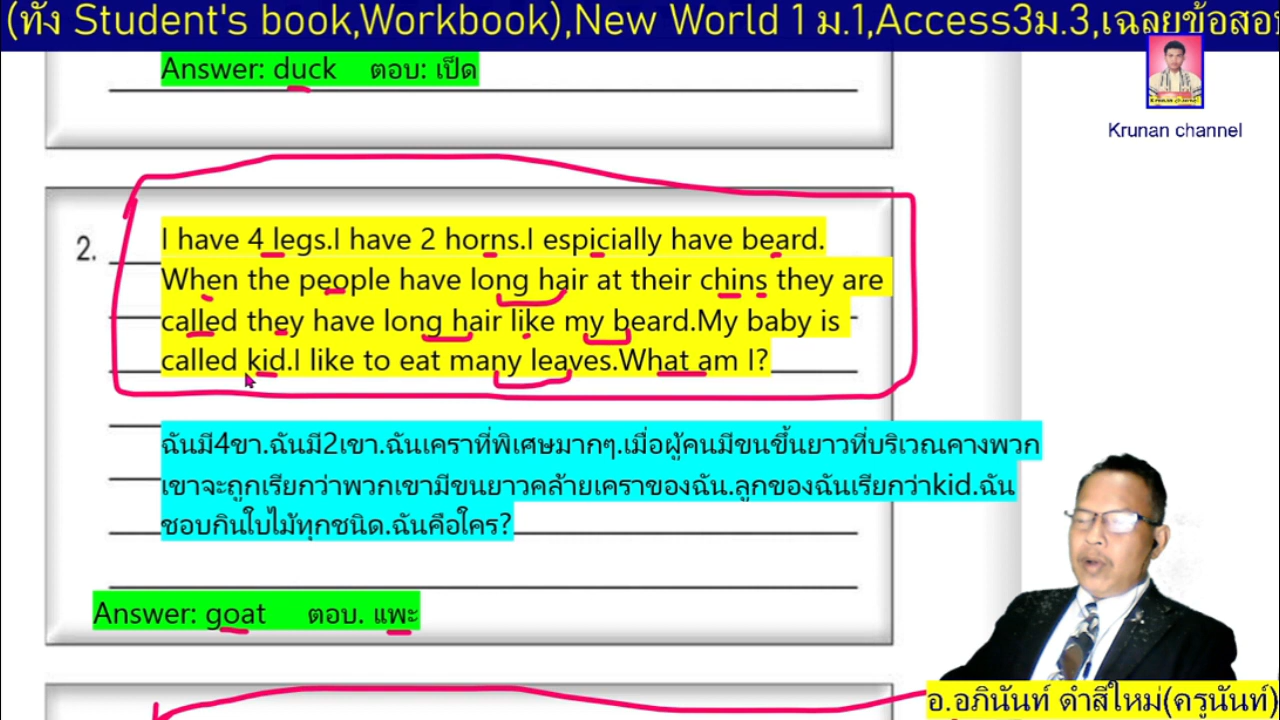 (ทั้ง Student's book,Workbook),New World 1 ม.1,Access3ม.3,เฉลยข้อสอบ
Answer: duck ตอบ: เป็ด
Krunan channel
2.
I have 4 legs.I have 2 horns.I espicially have beard.
When the people have long hair at their chins they are
called they have long hair like my beard.My baby is
called kid.I like to eat many leaves.What am I?
ฉันมี4ขา.ฉันมี2เขา.ฉันเคราที่พิเศษมากๆ.เมื่อผู้คนมีขนขึ้นยาวที่บริเวณคางพวก
เขาจะถูกเรียกว่าพวกเขามีขนยาวคล้ายเคราของฉัน.ลูกของฉันเรียกว่าkid.ฉัน
ชอบกินใบไม้ทุกชนิด.ฉันคือใคร?
Answer: goat ตอบ. แพะ
อ.อภินันท์ ดำสีใหม่(ครูนันท์)